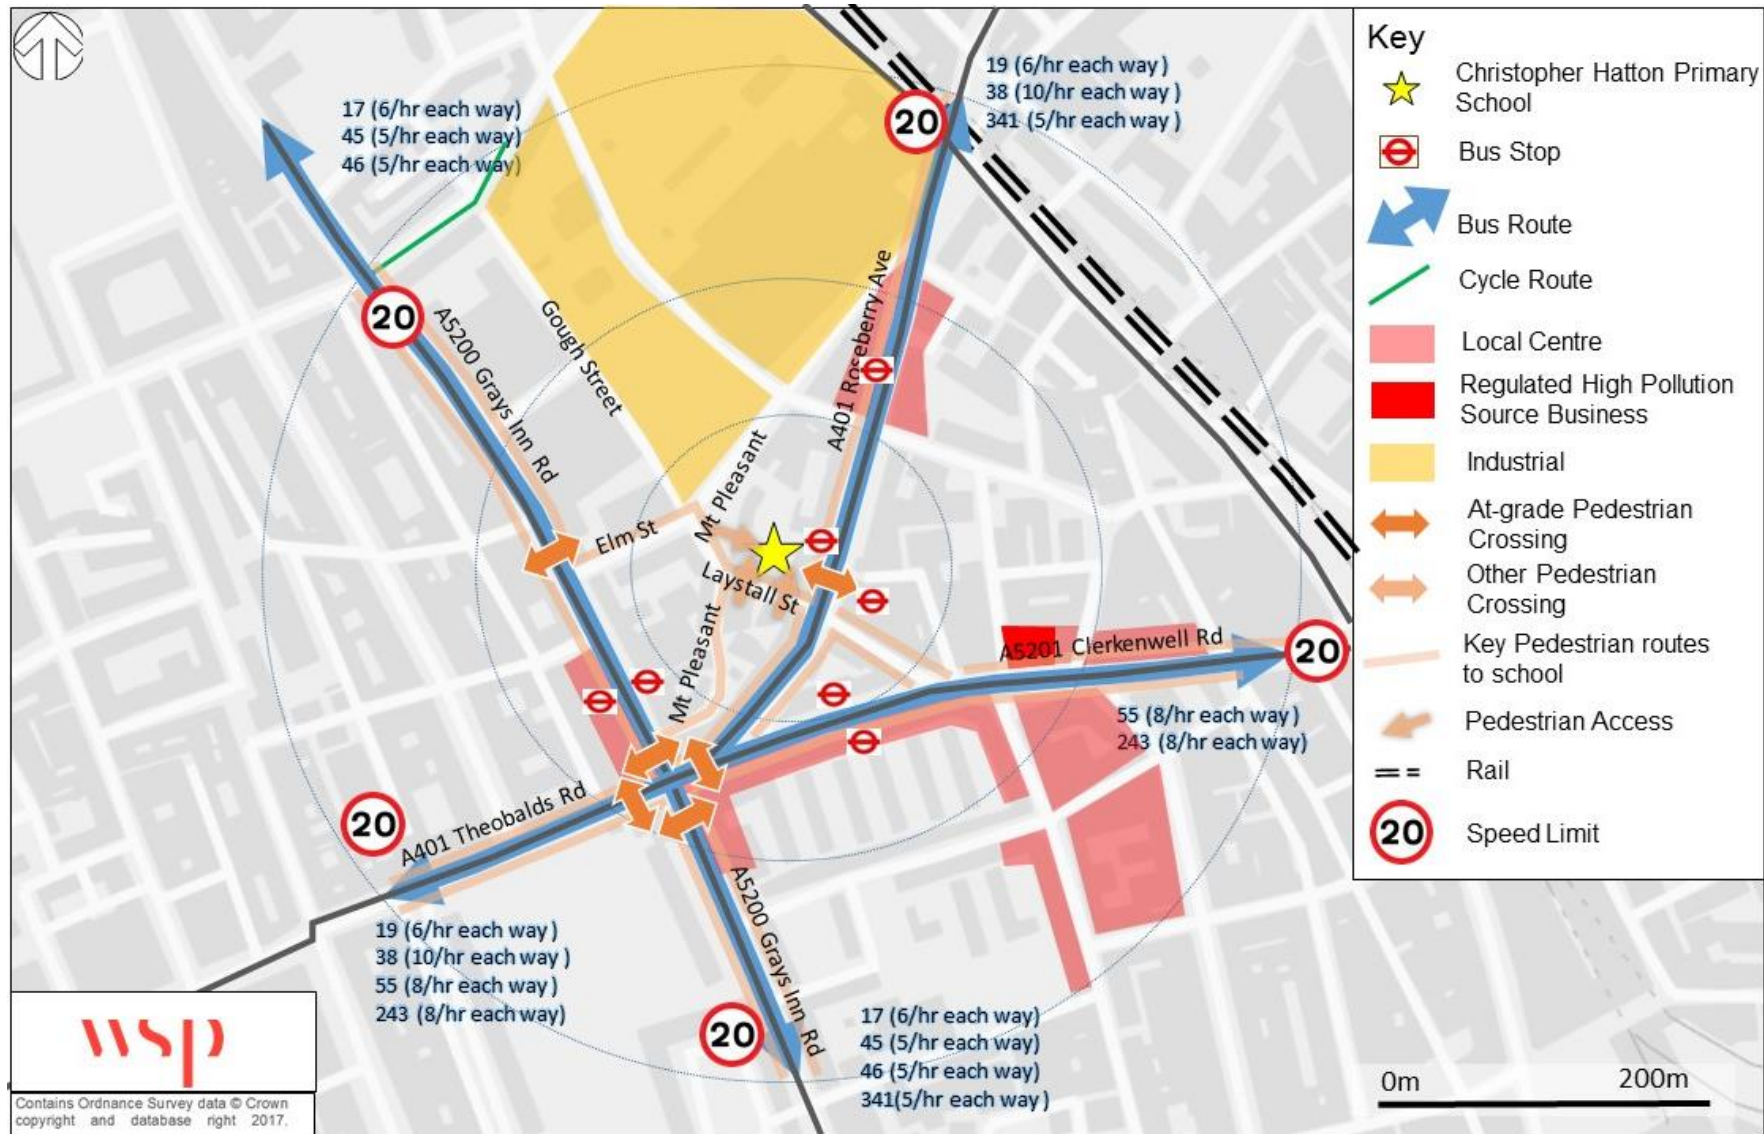 17 (6/hr each way)
45 (5/hr each way)
46 (5/hr each way)
19 (6/hr each way)
38 (10/hr each way)
341 (5/hr each way)
20
20
A5200 Grays Inn Rd
Gough Street
A401 Roseberry Ave
Mt Pleasant
Elm St
Laystall St
Mt Pleasant
A5201 Clerkenwell Rd
20
55 (8/hr each way)
243 (8/hr each way)
20
A401 Theobalds Rd
A5200 Grays Inn Rd
19 (6/hr each way)
38 (10/hr each way)
55 (8/hr each way)
243 (8/hr each way)
20
17 (6/hr each way)
45 (5/hr each way)
46 (5/hr each way)
341(5/hr each way)
Key
Christopher Hatton Primary
School
Bus Stop
Bus Route
Cycle Route
Local Centre
Regulated High Pollution
Source Business
Industrial
At-grade Pedestrian
Crossing
Other Pedestrian
Crossing
Key Pedestrian routes
to school
Pedestrian Access
Rail
20 Speed Limit
0m 200m
wsp
Contains Ordnance Survey data © Crown
copyright and database right 2017.